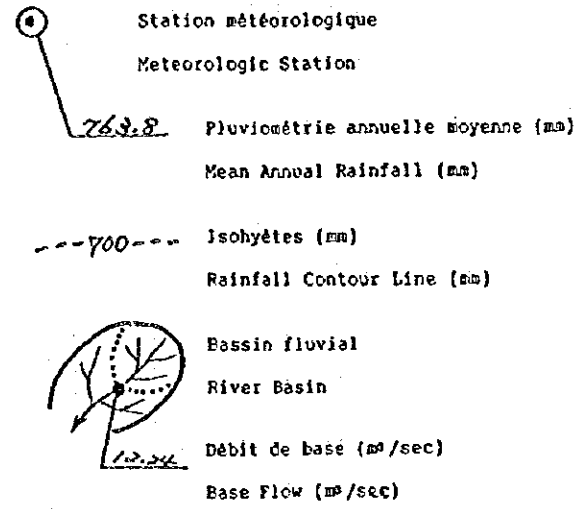 Station météorologique
Meteorologic Station
763.8 Pluviométrie annuelle moyenne (mm)
Mean Annual Rainfall (mm)
---700--- Isohyètes (mm)
Rainfall Contour Line (mm)
Bassin fluvial
River Basin
Débit de base (m³/sec)
Base Flow (m³/sec)